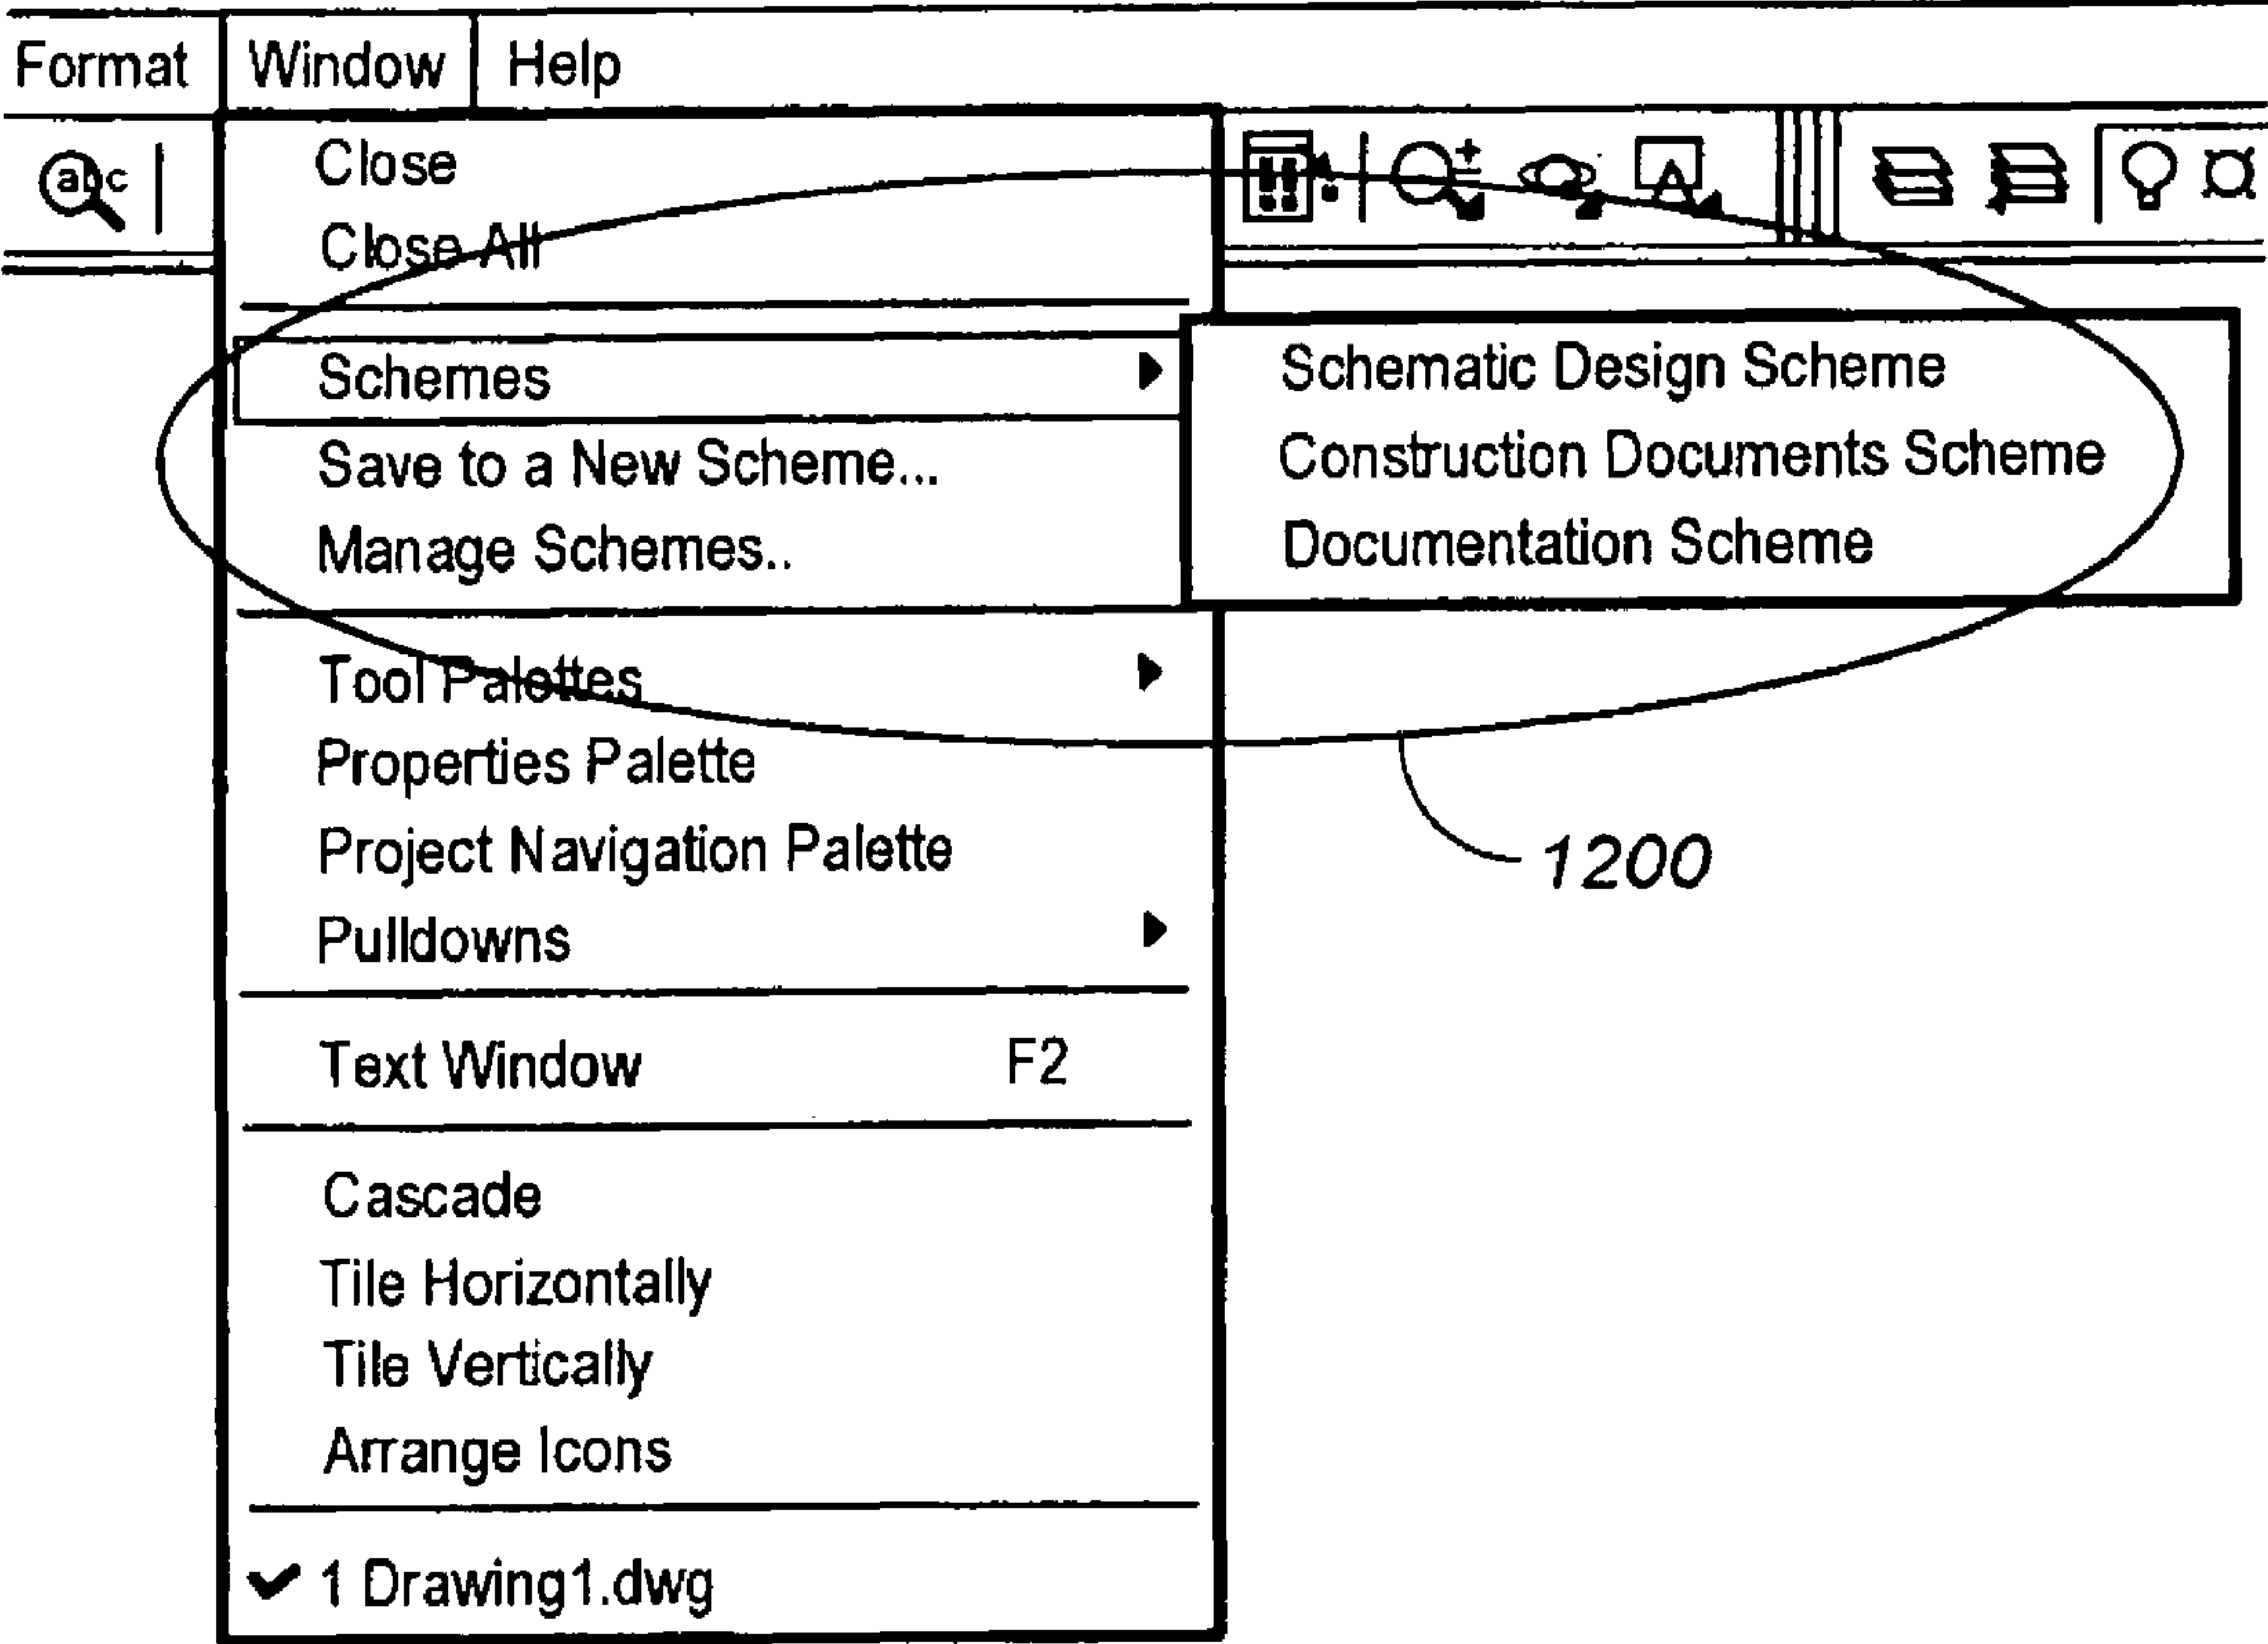 Format Window Help
abc
Close
Close All
Schemes
Save to a New Scheme...
Manage Schemes..
Schematic Design Scheme
Construction Documents Scheme
Documentation Scheme
Tool Palettes
Properties Palette
Project Navigation Palette
Pulldowns
1200
Text Window F2
Cascade
Tile Horizontally
Tile Vertically
Arrange Icons
1 Drawing1.dwg